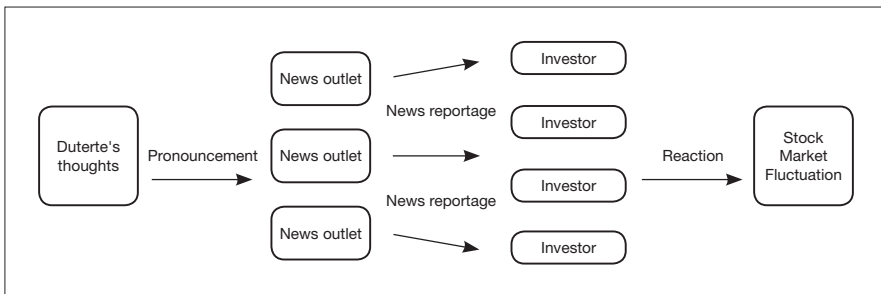 Duterte's
thoughts
Pronouncement
News outlet
News outlet
News outlet
News reportage
News reportage
Investor
Investor
Investor
Investor
Reaction
Stock
Market
Fluctuation